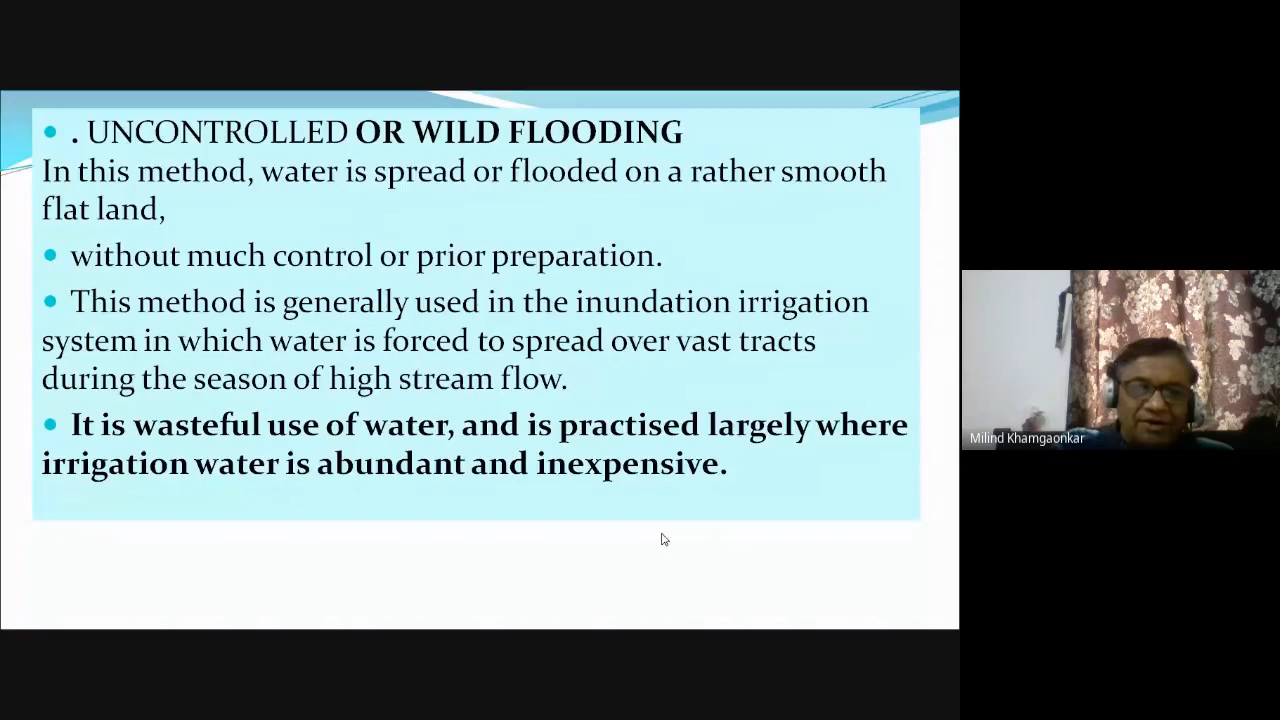 . UNCONTROLLED OR WILD FLOODING
In this method, water is spread or flooded on a rather smooth
flat land,
without much control or prior preparation.
This method is generally used in the inundation irrigation
system in which water is forced to spread over vast tracts
during the season of high stream flow.
It is wasteful use of water, and is practised largely where
irrigation water is abundant and inexpensive.
Milind Khamgaonkar